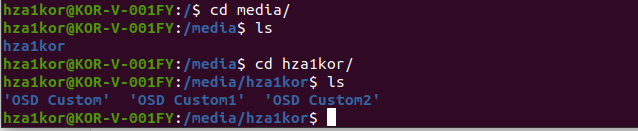 hza1kor@KOR-V-001FY:/$ cd media/
hza1kor@KOR-V-001FY:/media$ ls
hza1kor
hza1kor@KOR-V-001FY:/media$ cd hza1kor/
hza1kor@KOR-V-001FY:/media/hza1kor$ ls
'OSD Custom'  'OSD Custom1'  'OSD Custom2'
hza1kor@KOR-V-001FY:/media/hza1kor$